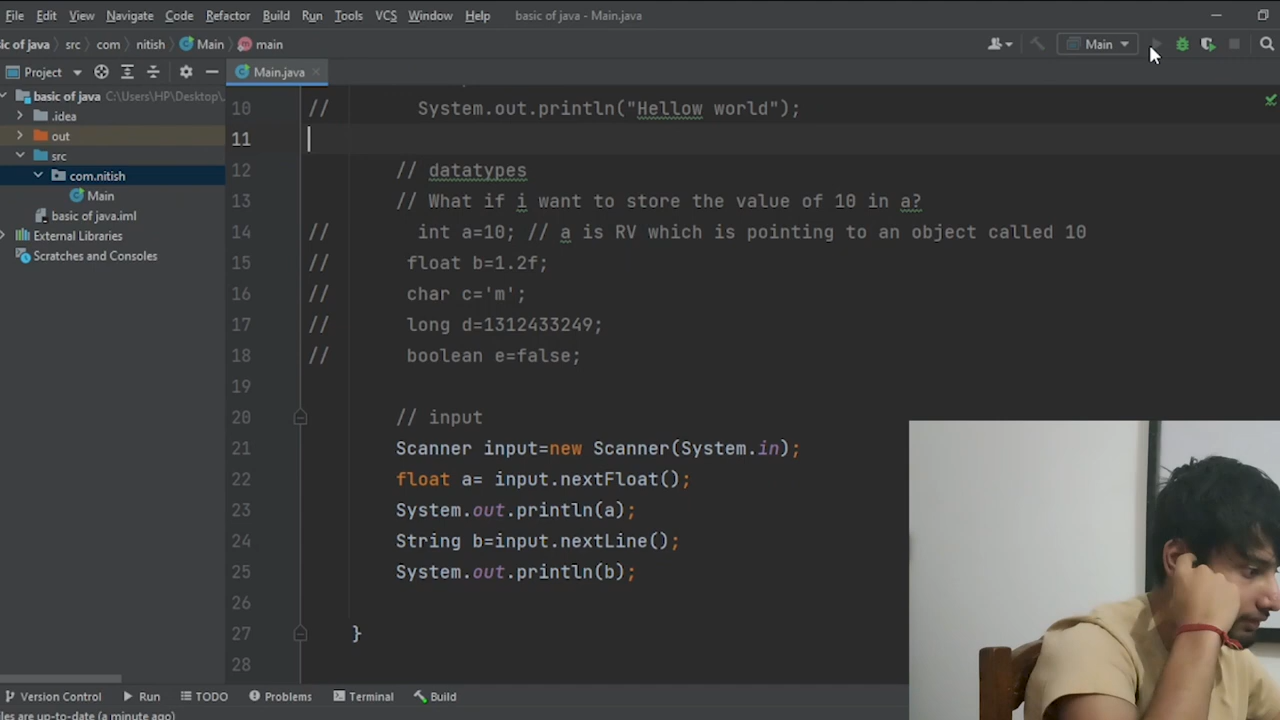 File Edit View Navigate Code Refactor Build Run Tools VCS Window Help basic of java - Main.java
ic of java src com nitish Main main Main
Project Main.java
basic of java C:\Users\HP\Desktop\
.idea
out
src
com.nitish
Main
basic of java.iml
External Libraries
Scratches and Consoles
10 // System.out.println("Hellow world");
11
12 // datatypes
13 // What if i want to store the value of 10 in a?
14 // int a=10; // a is RV which is pointing to an object called 10
15 // float b=1.2f;
16 // char c='m';
17 // long d=1312433249;
18 // boolean e=false;
19
20 // input
21 Scanner input=new Scanner(System.in);
22 float a= input.nextFloat();
23 System.out.println(a);
24 String b=input.nextLine();
25 System.out.println(b);
26
27 }
28
Version Control Run TODO Problems Terminal Build
les are up-to-date (a minute ago)